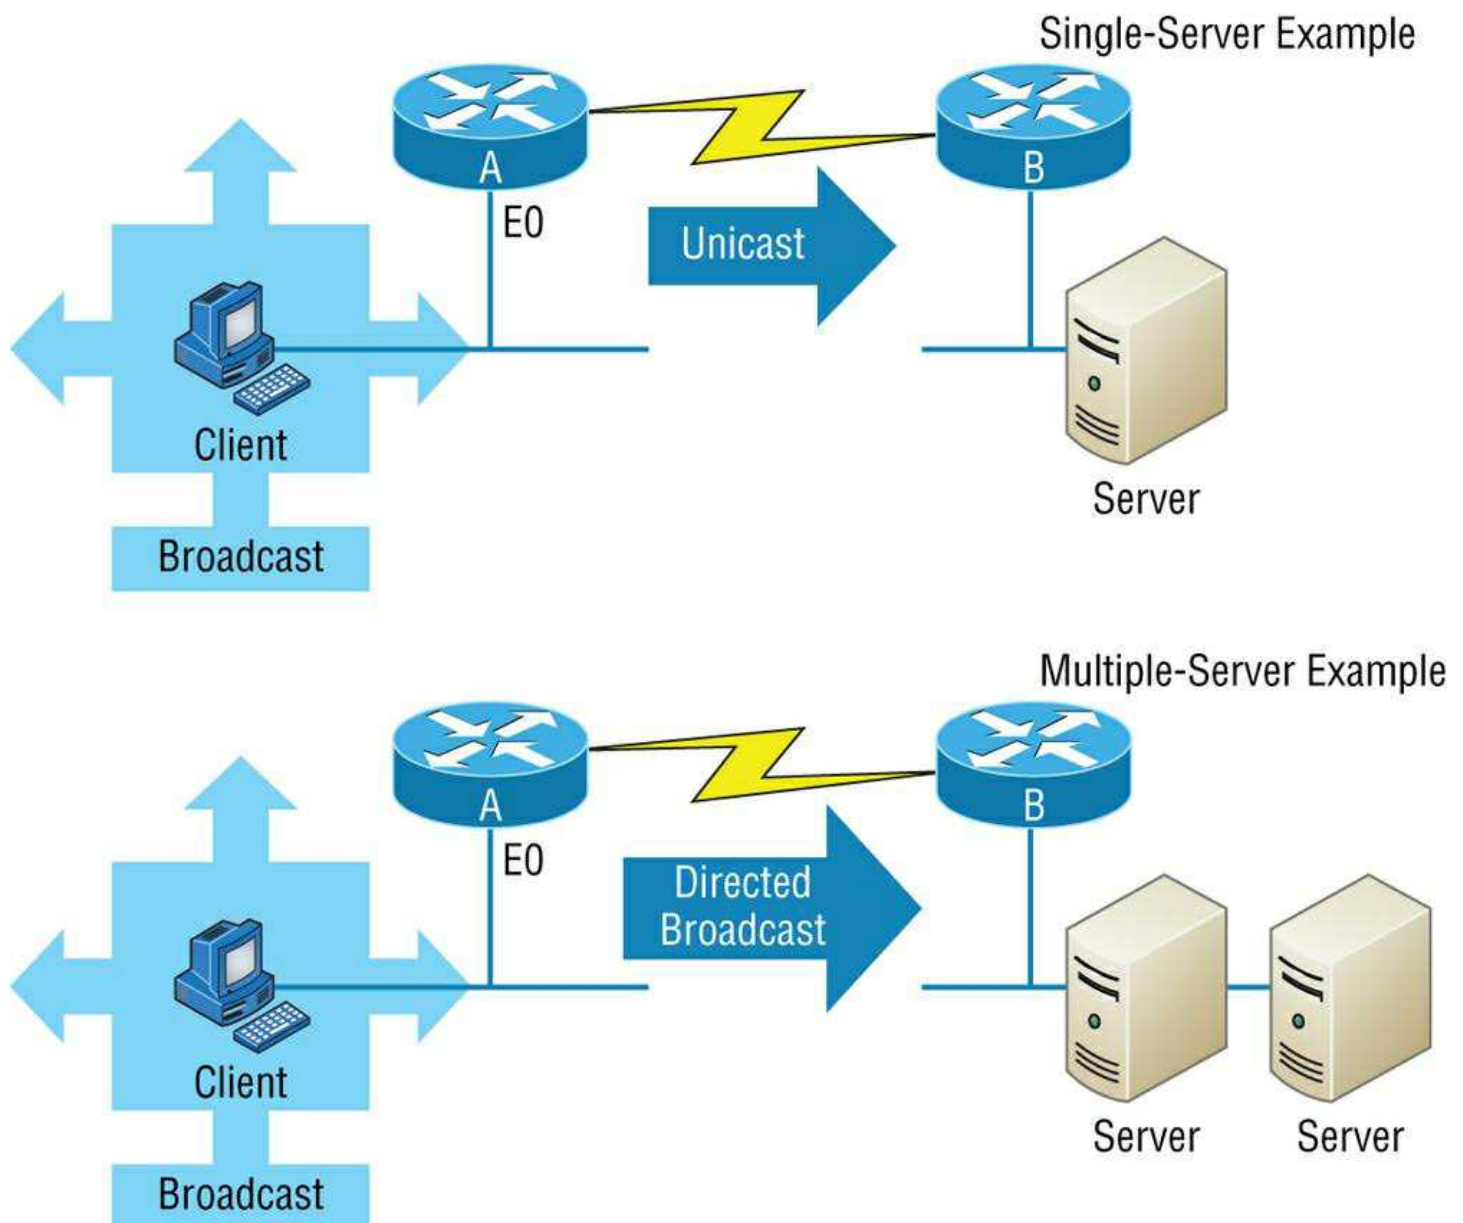 Single-Server Example
A
B
E0
Unicast
Client
Server
Broadcast
Multiple-Server Example
A
B
E0
Directed
Broadcast
Client
Server
Server
Broadcast